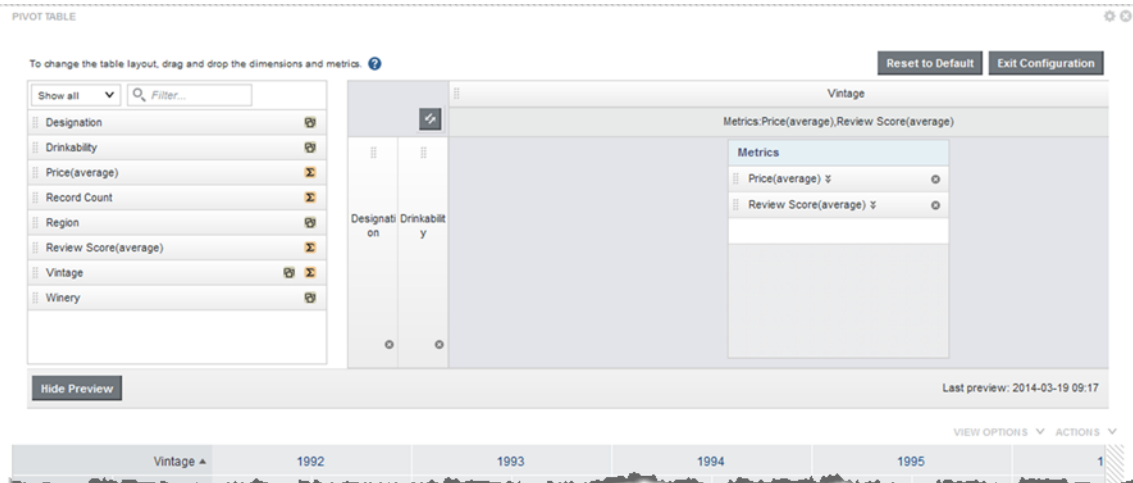 PIVOT TABLE
To change the table layout, drag and drop the dimensions and metrics. ?
Reset to Default Exit Configuration
Show all Filter...
Designation
Drinkability
Price(average) Σ
Record Count Σ
Region
Review Score(average) Σ
Vintage Σ
Winery
Vintage
Metrics:Price(average),Review Score(average)
Designati
on
Drinkabilit
y
Metrics
Price(average)
Review Score(average)
Hide Preview
Last preview: 2014-03-19 09:17
VIEW OPTIONS ACTIONS
Vintage 1992 1993 1994 1995 1